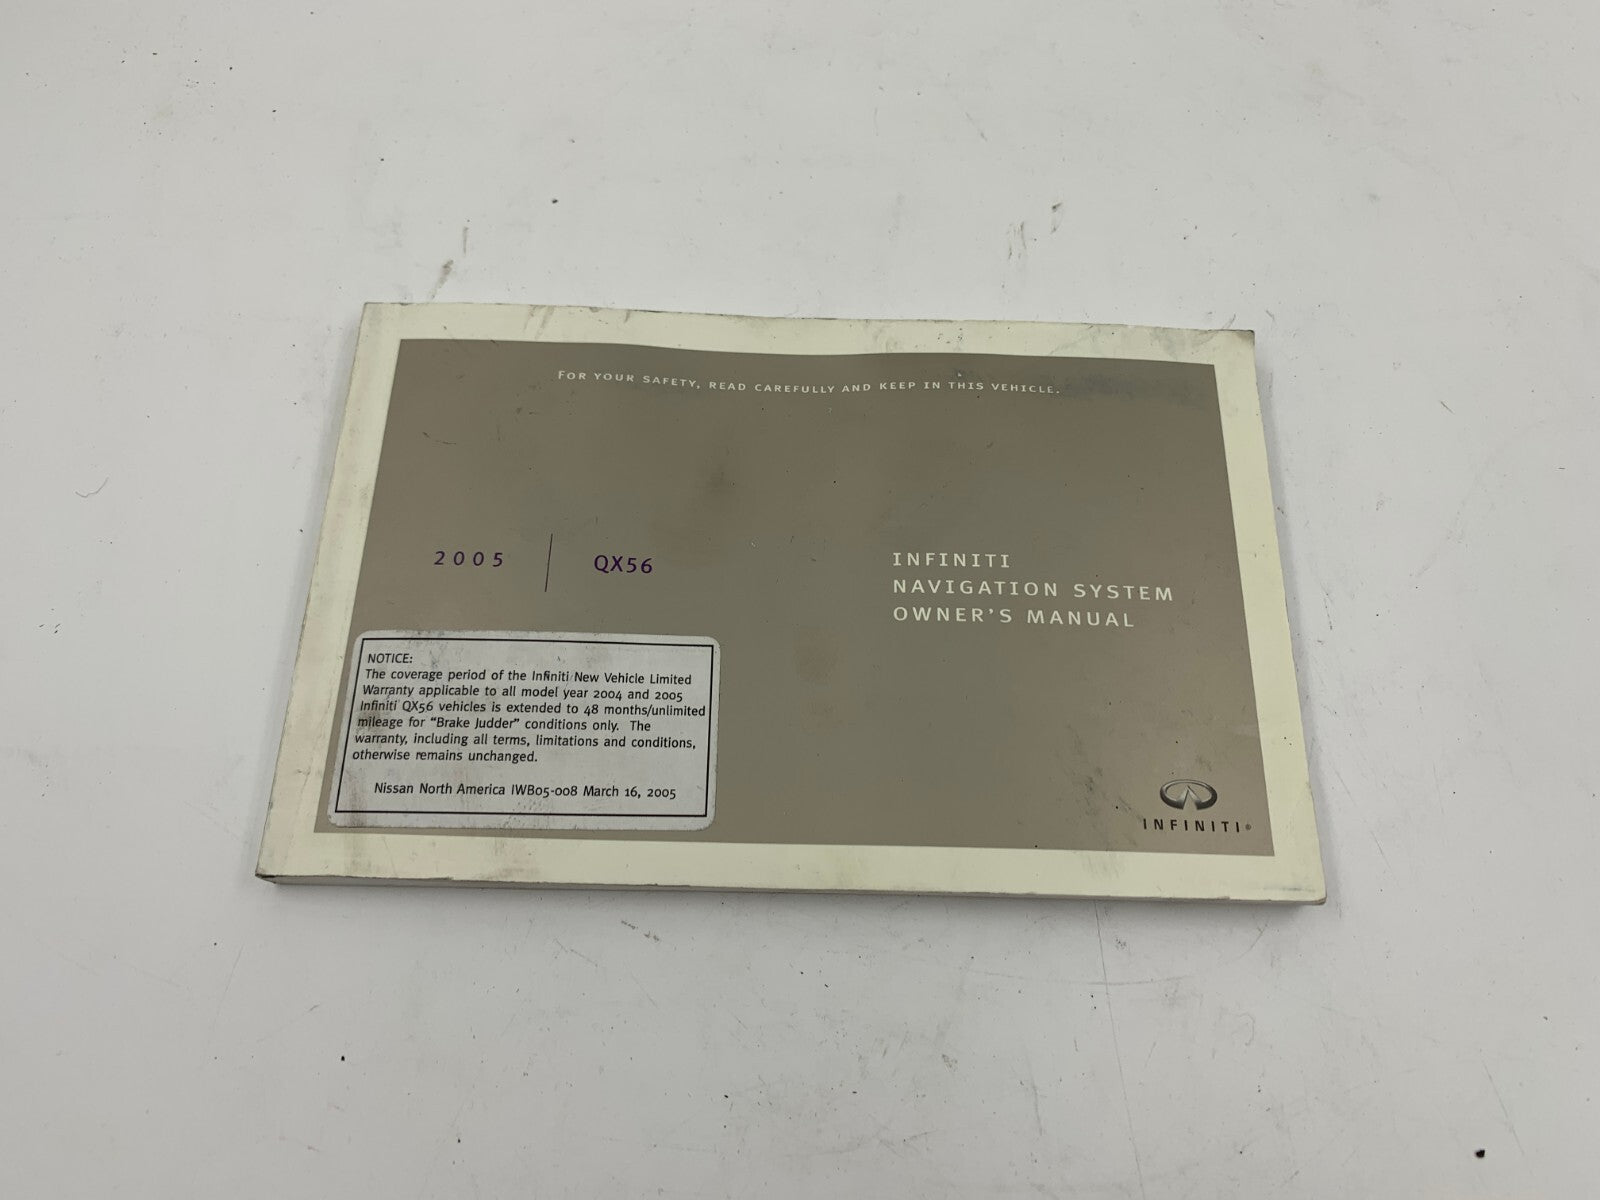 FOR YOUR SAFETY, READ CAREFULLY AND KEEP IN THIS VEHICLE.
2005 QX56
INFINITI
NAVIGATION SYSTEM
OWNER'S MANUAL
NOTICE:
The coverage period of the Infiniti New Vehicle Limited
Warranty applicable to all model year 2004 and 2005
Infiniti QX56 vehicles is extended to 48 months/unlimited
mileage for "Brake Judder" conditions only. The
warranty, including all terms, limitations and conditions,
otherwise remains unchanged.
Nissan North America IWB05-008 March 16, 2005
INFINITI®